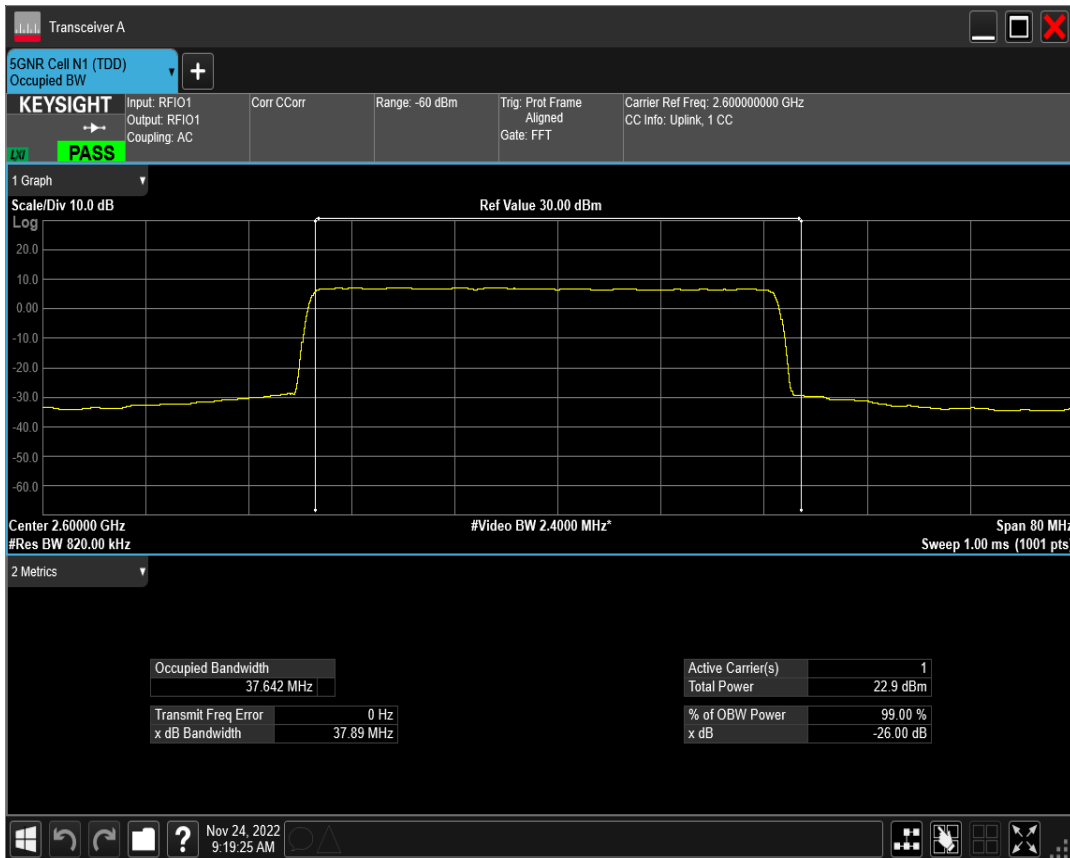 Transceiver A
5GNR Cell N1 (TDD)
Occupied BW
+
KEYSIGHT
LXI
PASS
Input: RFIO1
Output: RFIO1
Coupling: AC
Corr CCorr
Range: -60 dBm
Trig: Prot Frame
Aligned
Gate: FFT
Carrier Ref Freq: 2.600000000 GHz
CC Info: Uplink, 1 CC
1 Graph
Scale/Div 10.0 dB
Ref Value 30.00 dBm
Log
20.0
10.0
0.00
-10.0
-20.0
-30.0
-40.0
-50.0
-60.0
Center 2.60000 GHz
#Video BW 2.4000 MHz*
Span 80 MHz
#Res BW 820.00 kHz
Sweep 1.00 ms (1001 pts)
2 Metrics
Occupied Bandwidth
37.642 MHz
Transmit Freq Error 0 Hz
x dB Bandwidth 37.89 MHz
Active Carrier(s) 1
Total Power 22.9 dBm
% of OBW Power 99.00 %
x dB -26.00 dB
?
Nov 24, 2022
9:19:25 AM